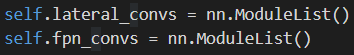 self.lateral_convs = nn.ModuleList()
self.fpn_convs = nn.ModuleList()